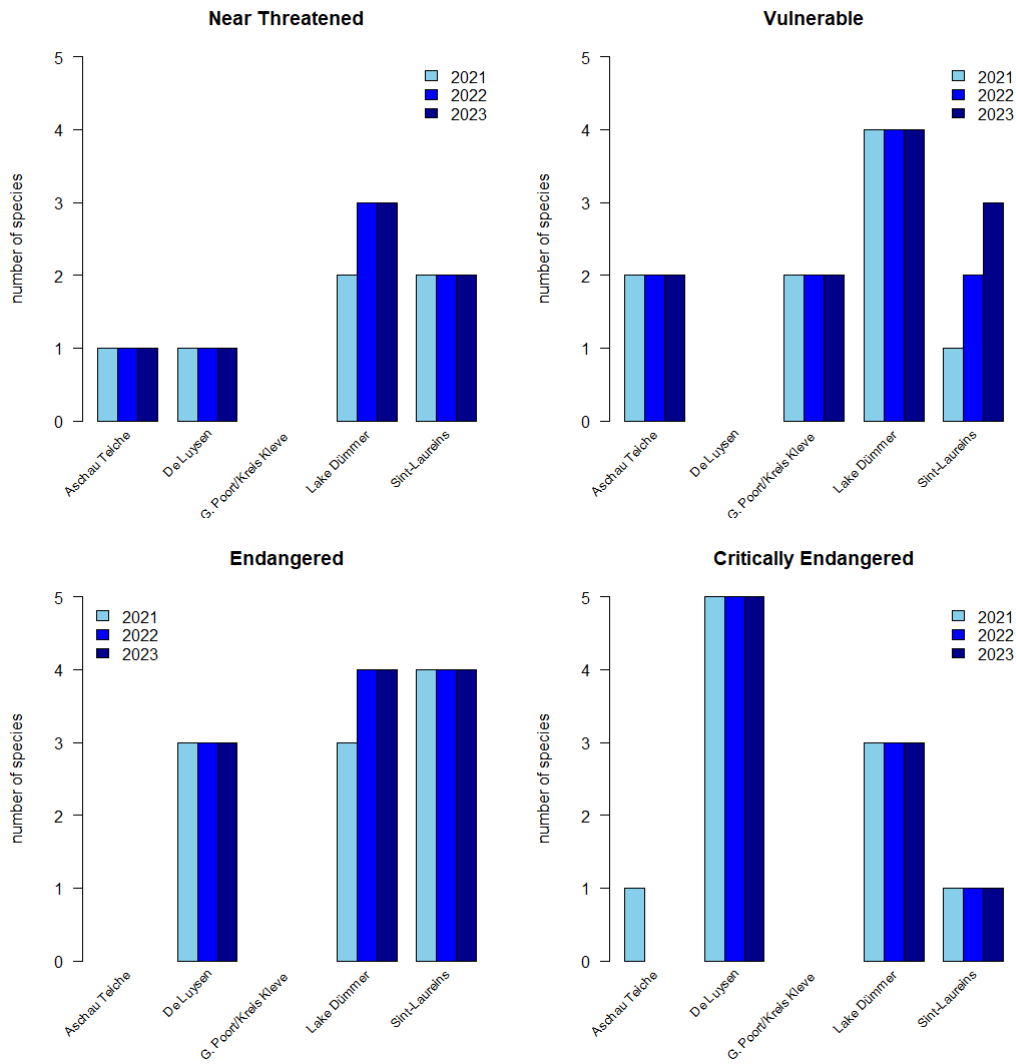 Near Threatened
number of species
5
4
3
2
1
0
2021
2022
2023
Aschau Teiche
De Luysen
G. Poort/Kreis Kleve
Lake Dümmer
Sint-Laureins
Vulnerable
number of species
5
4
3
2
1
0
2021
2022
2023
Aschau Teiche
De Luysen
G. Poort/Kreis Kleve
Lake Dümmer
Sint-Laureins
Endangered
number of species
5
4
3
2
1
0
2021
2022
2023
Aschau Teiche
De Luysen
G. Poort/Kreis Kleve
Lake Dümmer
Sint-Laureins
Critically Endangered
number of species
5
4
3
2
1
0
2021
2022
2023
Aschau Teiche
De Luysen
G. Poort/Kreis Kleve
Lake Dümmer
Sint-Laureins